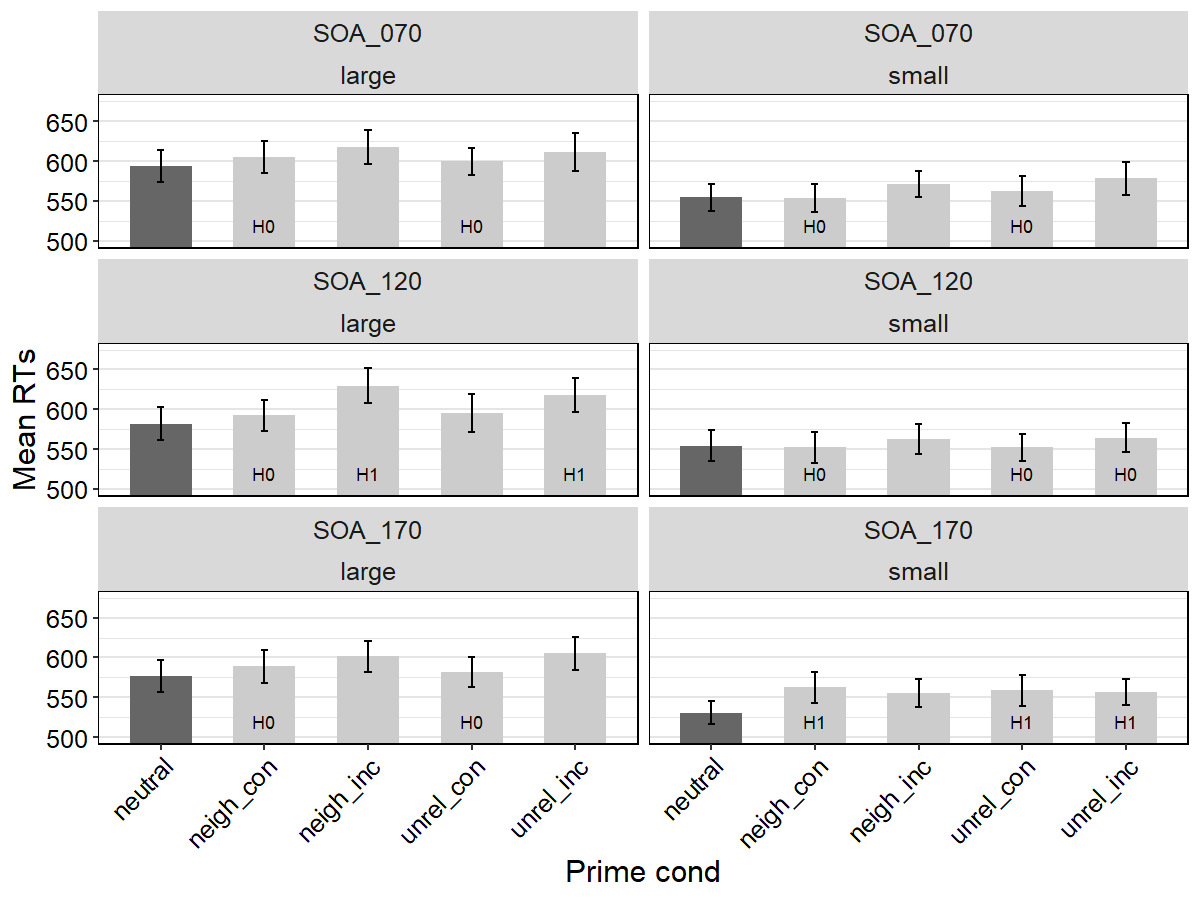 SOA_070
large
SOA_070
small
650
600
550
500
H0
H0
H0
H0
SOA_120
large
SOA_120
small
650
600
550
500
H0
H1
H1
H0
H0
H0
SOA_170
large
SOA_170
small
650
600
550
500
H0
H0
H1
H1
H1
Mean RTs
neutral
neigh_con
neigh_inc
unrel_con
unrel_inc
neutral
neigh_con
neigh_inc
unrel_con
unrel_inc
Prime cond